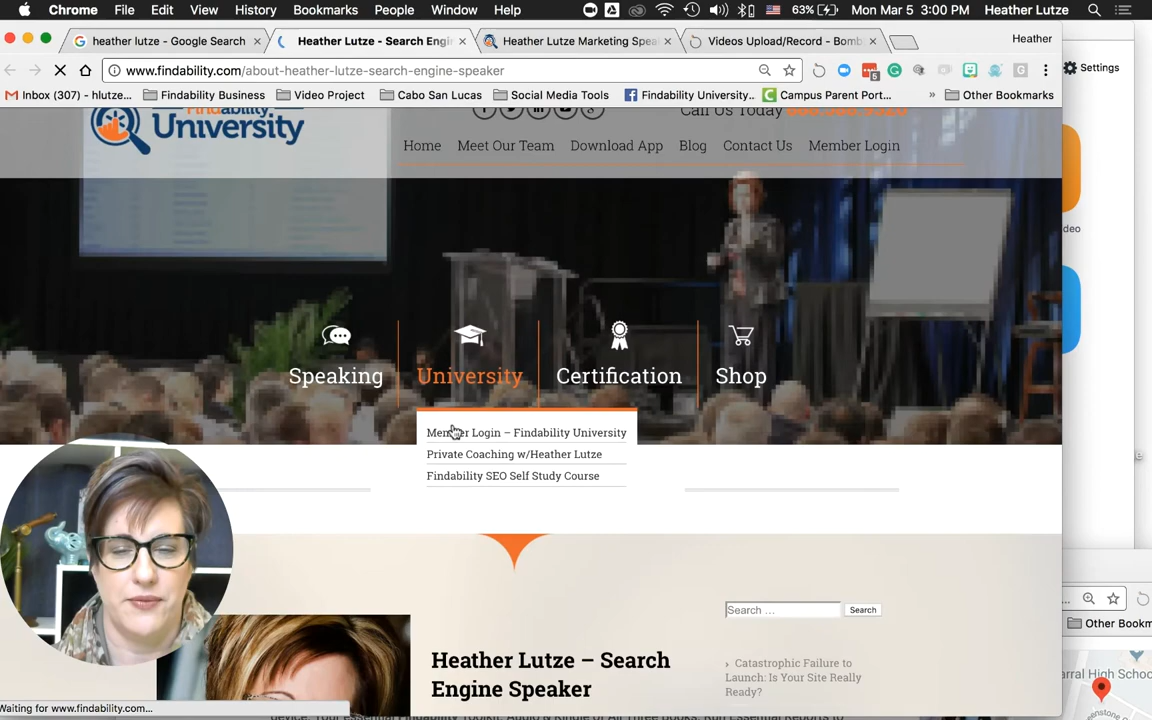 Chrome File Edit View History Bookmarks People Window Help 63% Mon Mar 5 3:00 PM Heather Lutze
heather lutze - Google Search Heather Lutze - Search Engi Heather Lutze Marketing Spea Videos Upload/Record - Bomb Heather
www.findability.com/about-heather-lutze-search-engine-speaker 5
Settings
Inbox (307) - hlutze... Findability Business Video Project Cabo San Lucas Social Media Tools Findability University... Campus Parent Port... » Other Bookmarks
University
Call Us Today
Home Meet Our Team Download App Blog Contact Us Member Login
Speaking University Certification Shop
Member Login – Findability University
Private Coaching w/Heather Lutze
Findability SEO Self Study Course
Search ... Search
Heather Lutze – Search
Engine Speaker
› Catastrophic Failure to
Launch: Is Your Site Really
Ready?
Other Bookm
arral High Schoo
Waiting for www.findability.com...